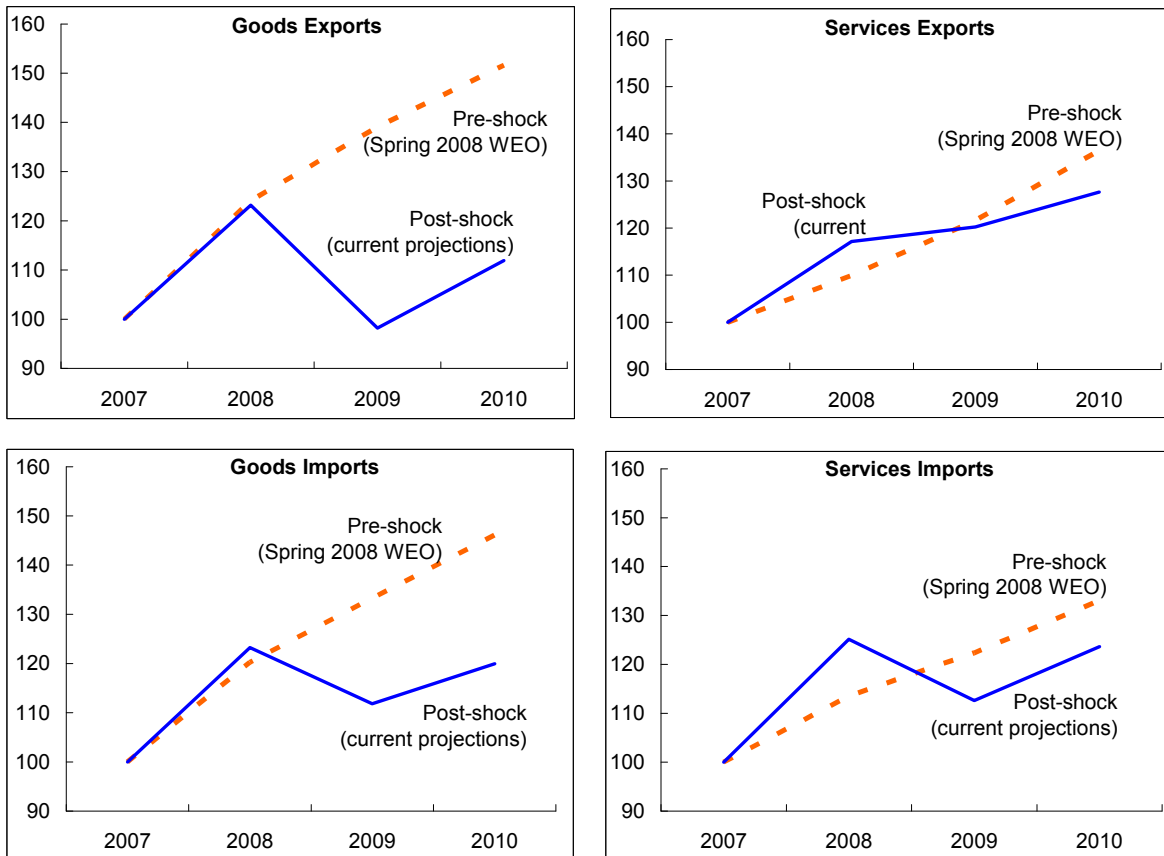 Goods Exports
160
150
140
130
120
110
100
90
Pre-shock
(Spring 2008 WEO)
Post-shock
(current projections)
2007 2008 2009 2010
Services Exports
160
150
140
130
120
110
100
90
Pre-shock
(Spring 2008 WEO)
Post-shock
(current
2007 2008 2009 2010
Goods Imports
160
150
140
130
120
110
100
90
Pre-shock
(Spring 2008 WEO)
Post-shock
(current projections)
2007 2008 2009 2010
Services Imports
160
150
140
130
120
110
100
90
Pre-shock
(Spring 2008 WEO)
Post-shock
(current projections)
2007 2008 2009 2010